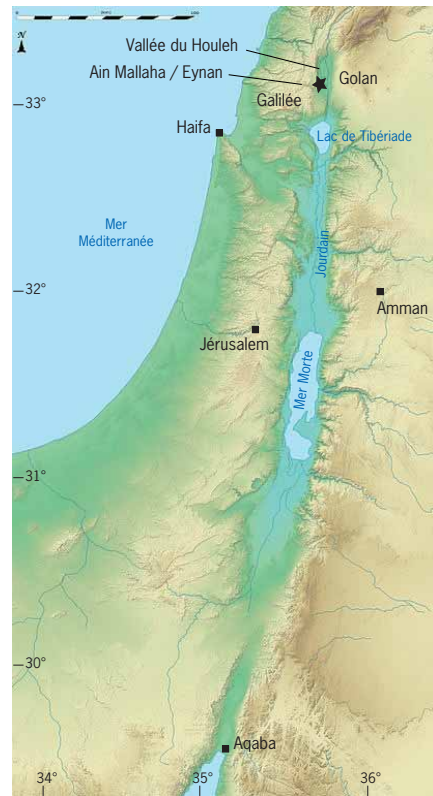 N
Vallée du Houleh
Ain Mallaha / Eynan
Golan
33°
Galilée
Haifa
Lac de Tibériade
Mer
Méditerranée
Jourdain
32°
Amman
Jérusalem
Mer Morte
31°
30°
Aqaba
34°
35°
36°